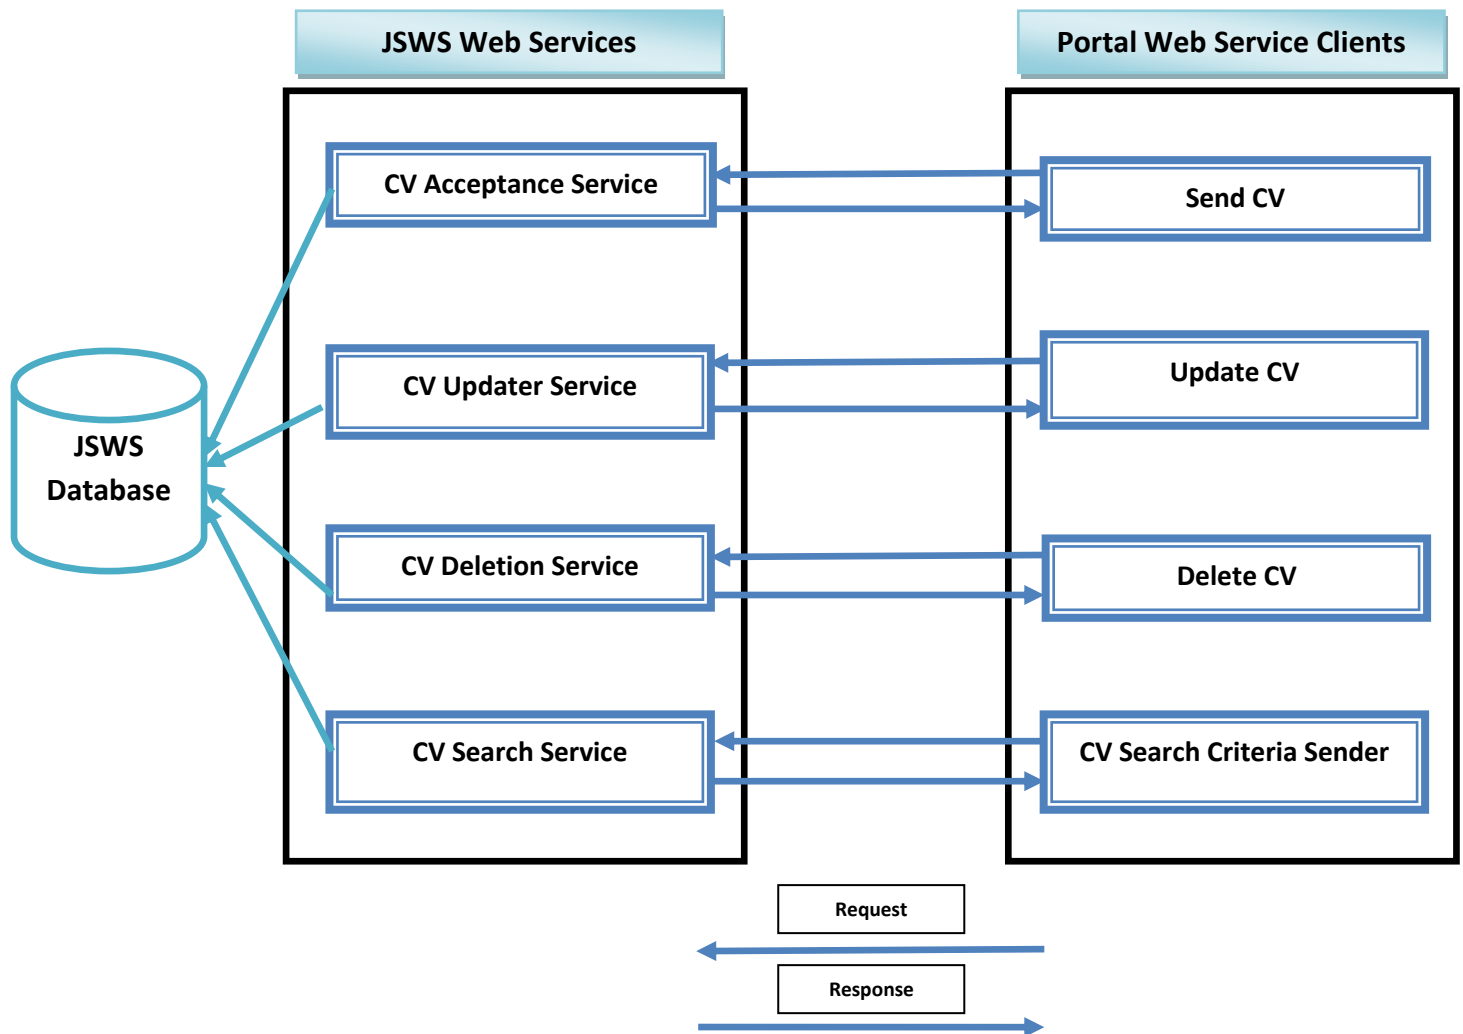 JSWS Web Services
Portal Web Service Clients
CV Acceptance Service
Send CV
CV Updater Service
Update CV
JSWS
Database
CV Deletion Service
Delete CV
CV Search Service
CV Search Criteria Sender
Request
Response